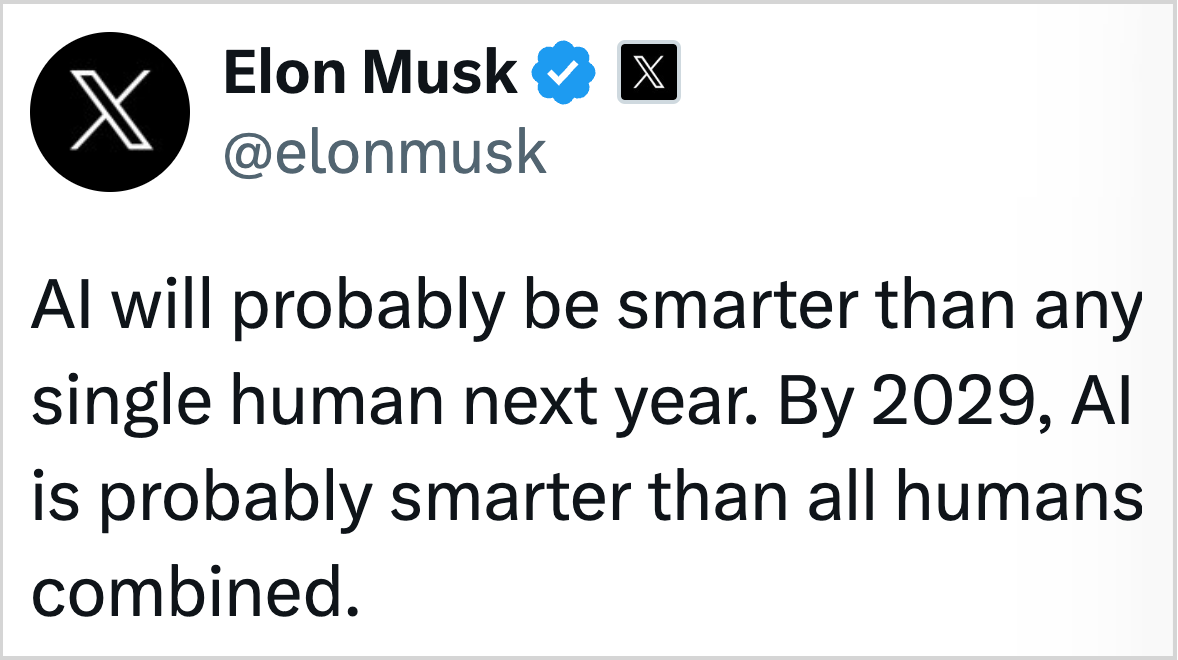 Elon Musk
@elonmusk
AI will probably be smarter than any
single human next year. By 2029, AI
is probably smarter than all humans
combined.